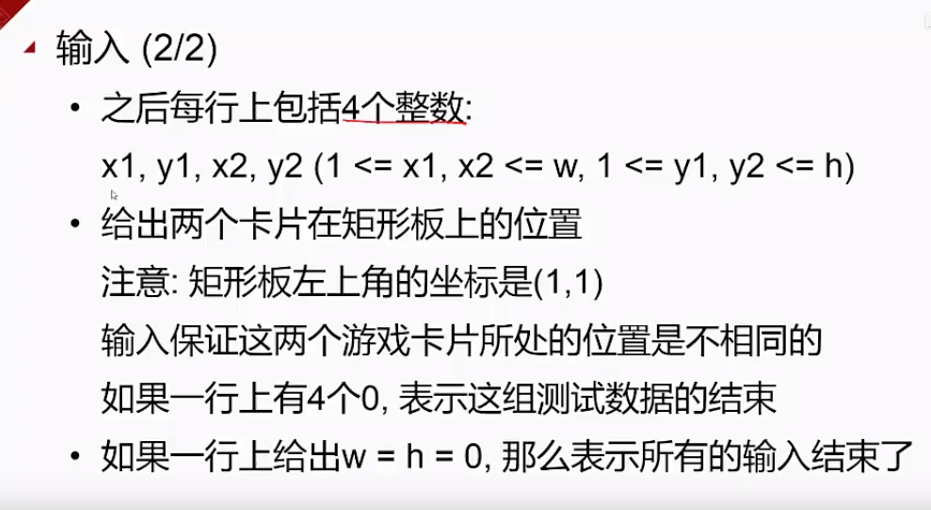 输入 (2/2)
• 之后每行上包括4个整数:
x1, y1, x2, y2 (1 <= x1, x2 <= w, 1 <= y1, y2 <= h)
• 给出两个卡片在矩形板上的位置
注意: 矩形板左上角的坐标是(1,1)
输入保证这两个游戏卡片所处的位置是不相同的
如果一行上有4个0, 表示这组测试数据的结束
• 如果一行上给出w = h = 0, 那么表示所有的输入结束了